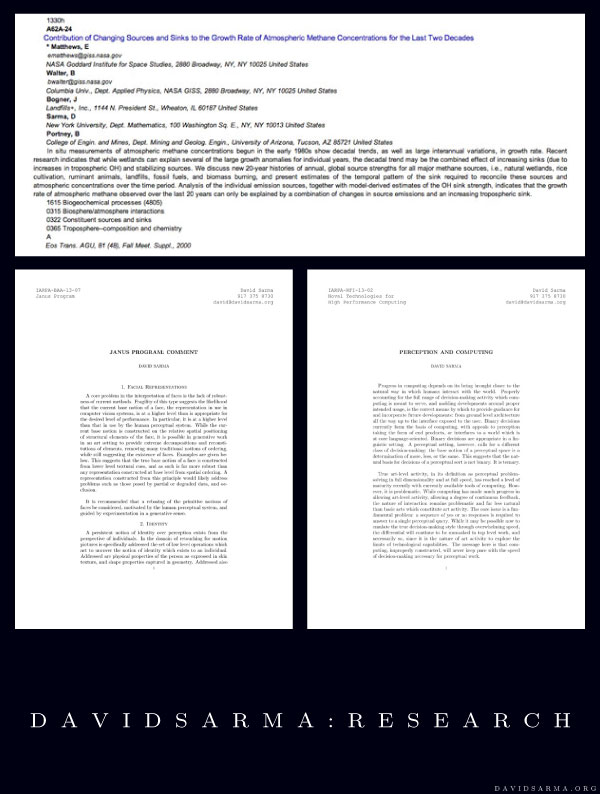 1330h
A62A-24
Contribution of Changing Sources and Sinks to the Growth Rate of Atmospheric Methane Concentrations for the Last Two Decades
* Matthews, E
ematthews@giss.nasa.gov
NASA Goddard Institute for Space Studies, 2880 Broadway, NY, NY 10025 United States
Walter, B
bwalter@giss.nasa.gov
Columbia Univ., Dept. Applied Physics, NASA GISS, 2880 Broadway, NY, NY 10025 United States
Bogner, J
Landfills+, Inc., 1144 N. President St., Wheaton, IL 60187 United States
Sarma, D
New York University, Dept. Mathematics, 100 Washington Sq. E., NY, NY 10013 United States
Portney, B
College of Engin. and Mines, Dept. Mining and Geolog. Engin., University of Arizona, Tucson, AZ 85721 United States
In situ measurements of atmospheric methane concentrations begun in the early 1980s show decadal trends, as well as large interannual variations, in growth rate. Recent
research indicates that while wetlands can explain several of the large growth anomalies for individual years, the decadal trend may be the combined effect of increasing sinks (due
to increases in tropospheric OH) and stabilizing sources. We discuss new 20-year histories of annual, global source strengths for all major methane sources, i.e., natural wetlands, rice
cultivation, ruminant animals, landfills, fossil fuels, and biomass burning, and present estimates of the temporal pattern of the sink required to reconcile these sources and
atmospheric concentrations over the time period. Analysis of the individual emission sources, together with model-derived estimates of the OH sink strength, indicates that the growth
rate of atmospheric methane observed over the last 20 years can only be explained by a combination of changes in source emissions and an increasing tropospheric sink.
1615 Biogeochemical processes (4805)
0315 Biosphere/atmosphere interactions
0322 Constituent sources and sinks
0365 Troposphere--composition and chemistry
A
Eos Trans. AGU, 81 (48), Fall Meet. Suppl., 2000
IARPA-BAA-13-07
Janus Program
David Sarma
917 375 8730
david@davidsarma.org
JANUS PROGRAM: COMMENT
DAVID SARMA
1. Facial Representations
A core problem in the interpretation of faces is the lack of robust-
ness of current methods. Fragility of this type suggests the likelihood
that the current base notion of a face, the representation in use in
computer vision systems, is at a higher level than is appropriate for
the desired level of performance. In particular, it is at a higher level
than that in use by the human perceptual system. While the cur-
rent base notion is constructed on the relative spatial positioning
of structural elements of the face, it is possible in generative work
in an art setting to provide extreme decompositions and reconsti-
tutions of elements, removing many traditional notions of ordering
while still suggesting the existence of faces. Examples are given be-
low. This suggests that the true base notion of a face is constructed
from lower level textural cues, and as such is far more robust than
any representation constructed at base level from spatial ordering. A
representation constructed from this principle would likely address
problems such as those posed by partial or degraded data, and oc-
clusion.
It is recommended that a refining of the primitive notions of
faces be considered, motivated by the human perceptual system, and
guided by experimentation in a generative sense.
2. Identity
A persistent notion of identity over perception exists from the
perspective of individuals. In the domain of rotoscoping for motion
pictures is specifically addressed the set of low level operations which
act to uncover the notion of identity which exists to an individual.
Addressed are physical properties of the person as expressed in skin
texture, and shape properties captured in geometry. Addressed also
1
IARPA-RFI-13-02
Novel Technologies for
High Performance Computing
David Sarma
917 375 8730
david@davidsarma.org
PERCEPTION AND COMPUTING
DAVID SARMA
Progress in computing depends on its being brought closer to the
natural way in which humans interact with the world. Properly
accounting for the full range of decision-making activity which com-
puting is meant to serve, and molding developments around proper
intended usage, is the correct means by which to provide guidance for
and incorporate future developments: from ground level architecture
all the way up to the interface exposed to the user. Binary decisions
currently form the basis of computing, with appeals to perception
taking the form of end products, or interfaces to a world which is
at core language-oriented. Binary decisions are appropriate in a lin-
guistic setting. A perceptual setting, however, calls for a different
class of decision-making: the base notion of a perceptual space is a
determination of more, less, or the same. This suggests that the nat-
ural basis for decisions of a perceptual sort is not binary. It is ternary.
True art-level activity, in its definition as perceptual problem-
solving in full dimensionality and at full speed, has reached a level of
maturity recently with currently available tools of computing. How-
ever, it is problematic. While computing has made much progress in
allowing art-level activity, allowing a degree of continuous feedback,
the nature of interaction remains problematic and far less natural
than basic acts which constitute art activity. The core issue is a fun-
damental problem: a sequence of yes or no responses is required to
answer to a single perceptual query. While it may be possible now to
emulate the true decision-making style through overwhelming speed,
the differential will continue to be unmasked at top level work, and
necessarily so, since it is the nature of art activity to explore the
limits of technological capabilities. The message here is that com-
puting, improperly constructed, will never keep pace with the speed
of decision-making necessary for perceptual work.
1
DAVIDSARMA:RESEARCH
DAVIDSARMA.ORG